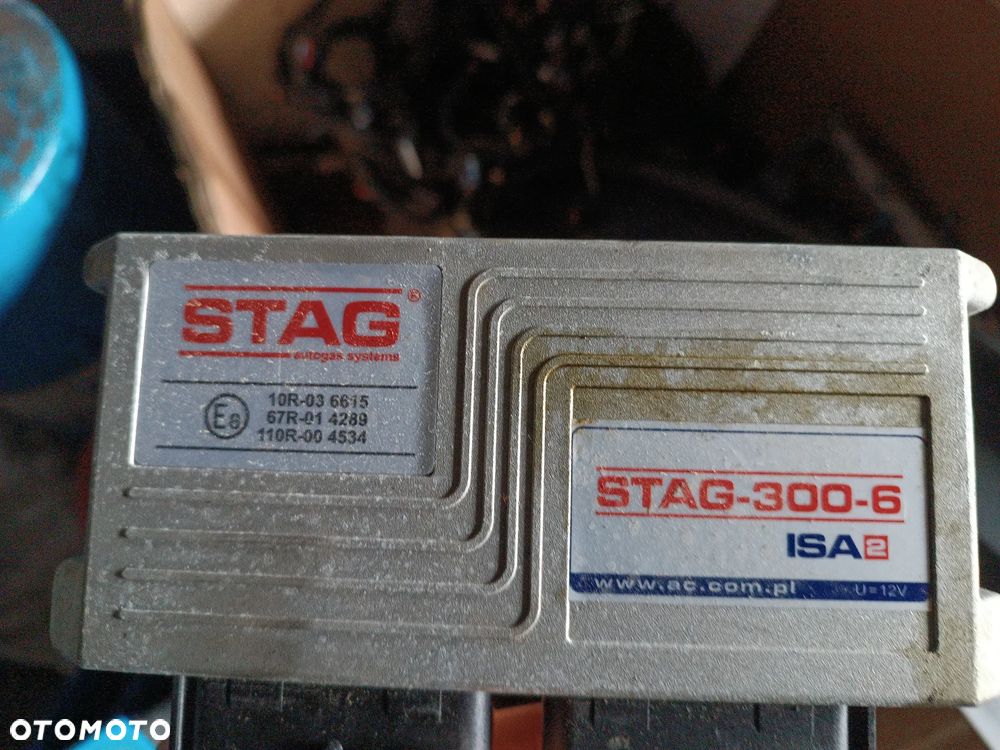 STAG®
autogas systems
E8
10R-03 6615
67R-01 4289
110R-00 4534
STAG-300-6
ISA2
www.ac.com.pl
U=12V
OTOMOTO